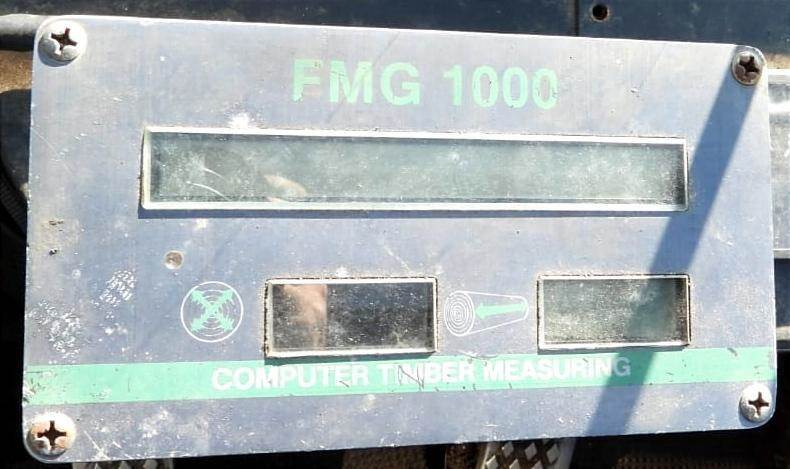 FMG 1000
COMPUTER TIMBER MEASURING